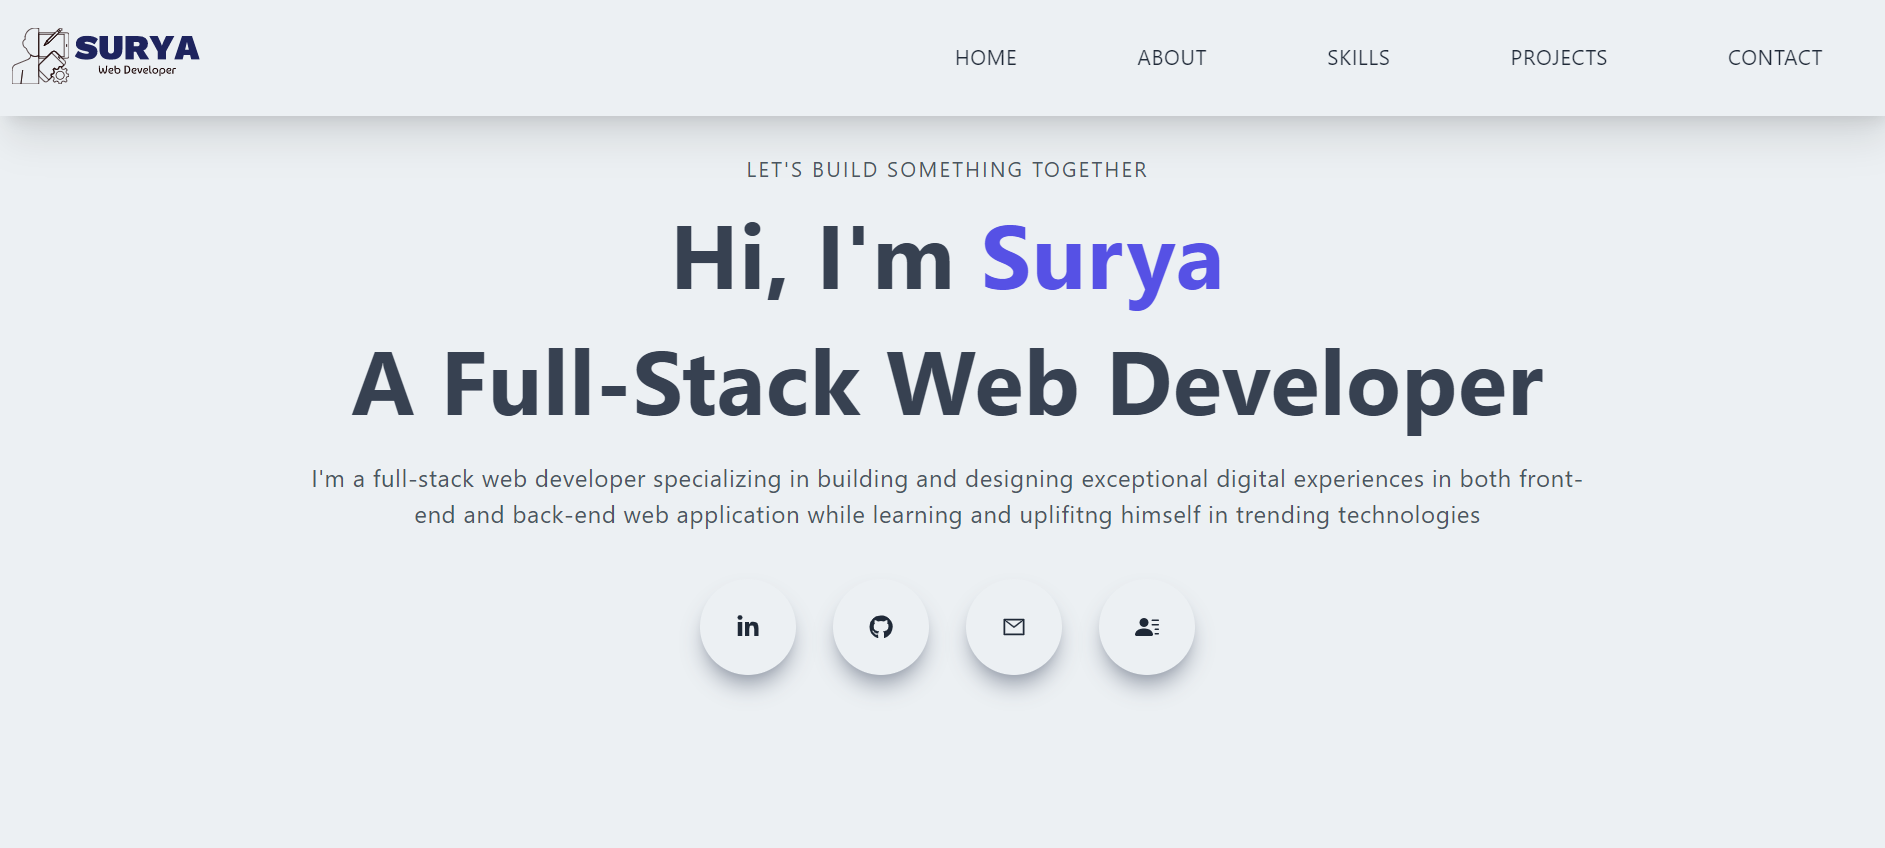 SURYA
Web Developer
HOME ABOUT SKILLS PROJECTS CONTACT
LET'S BUILD SOMETHING TOGETHER
Hi, I'm Surya
A Full-Stack Web Developer
I'm a full-stack web developer specializing in building and designing exceptional digital experiences in both front-
end and back-end web application while learning and uplifitng himself in trending technologies
in